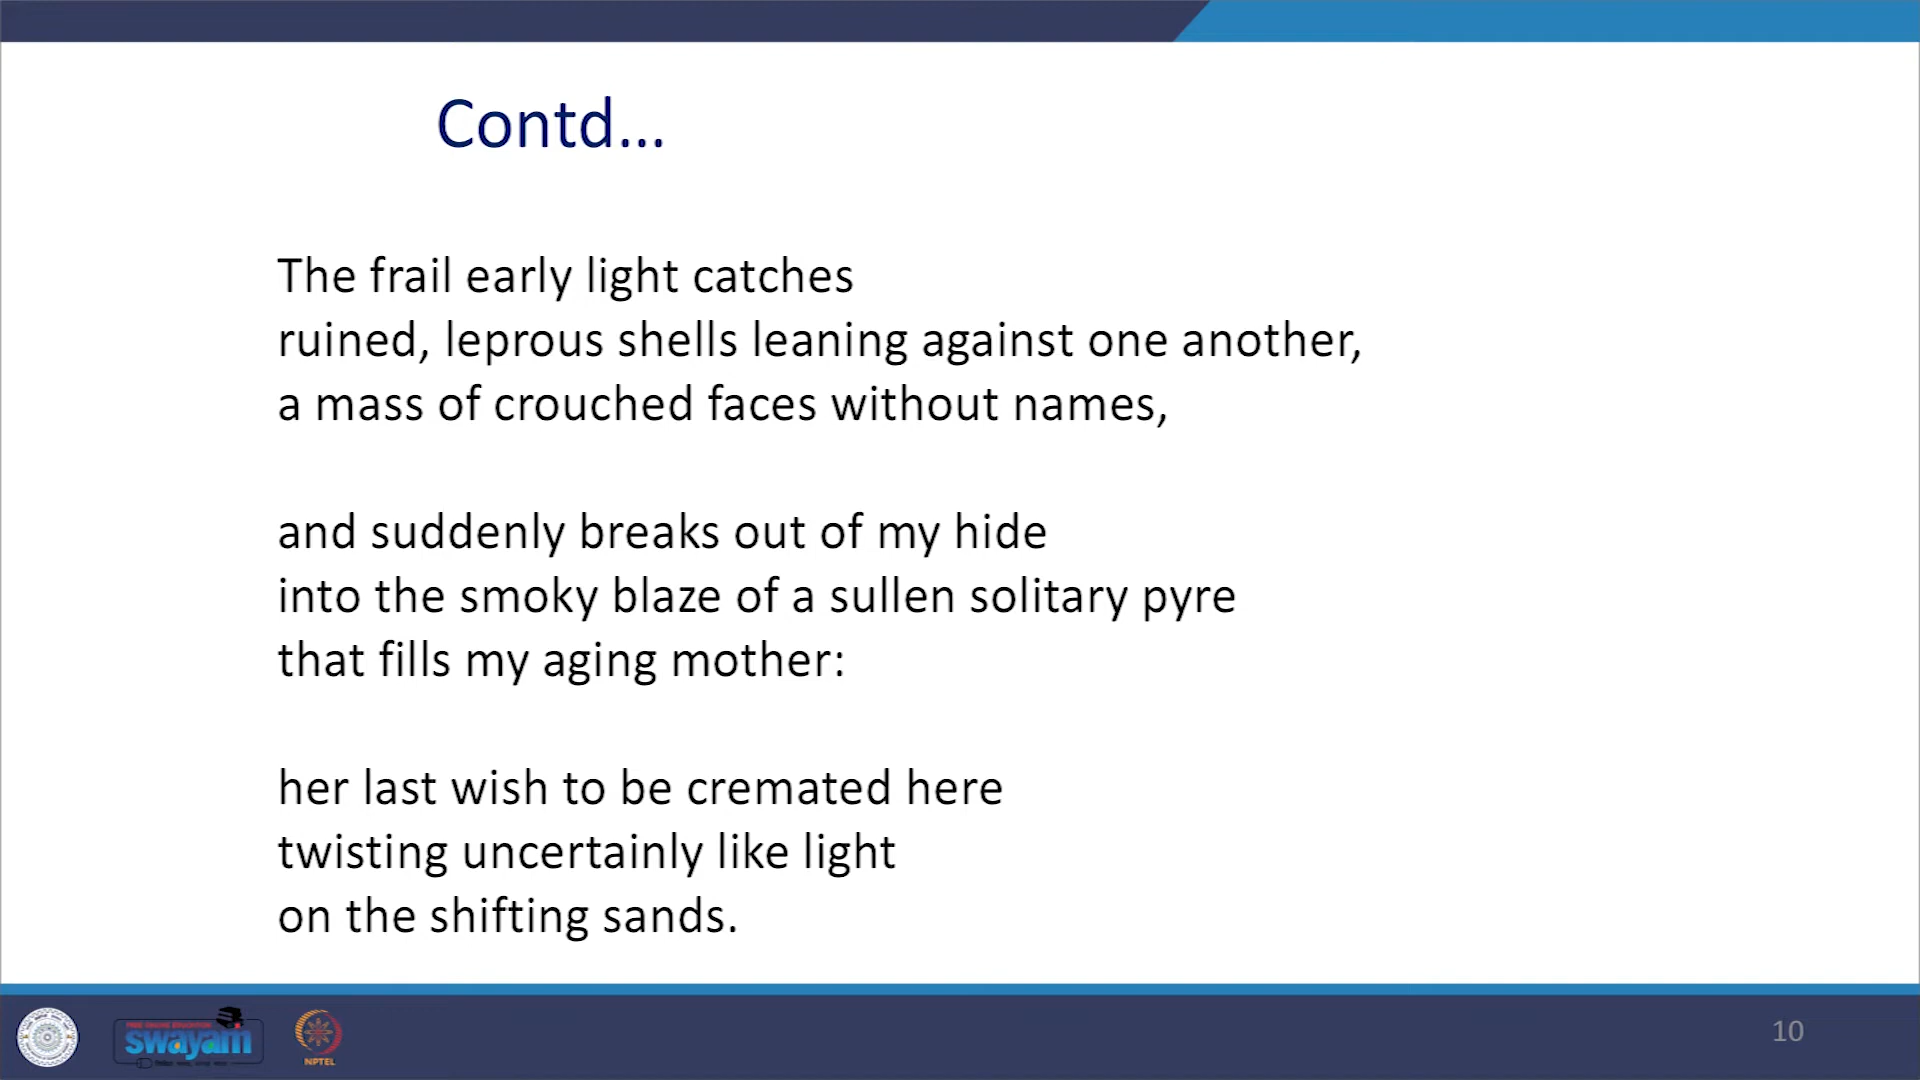 Contd...
The frail early light catches
ruined, leprous shells leaning against one another,
a mass of crouched faces without names,
and suddenly breaks out of my hide
into the smoky blaze of a sullen solitary pyre
that fills my aging mother:
her last wish to be cremated here
twisting uncertainly like light
on the shifting sands.
FREE ONLINE EDUCATION
swayam
NPTEL
10